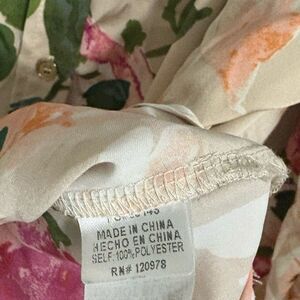 MADE IN CHINA
HECHO EN CHINA
SELF: 100% POLYESTER
RN# 120978